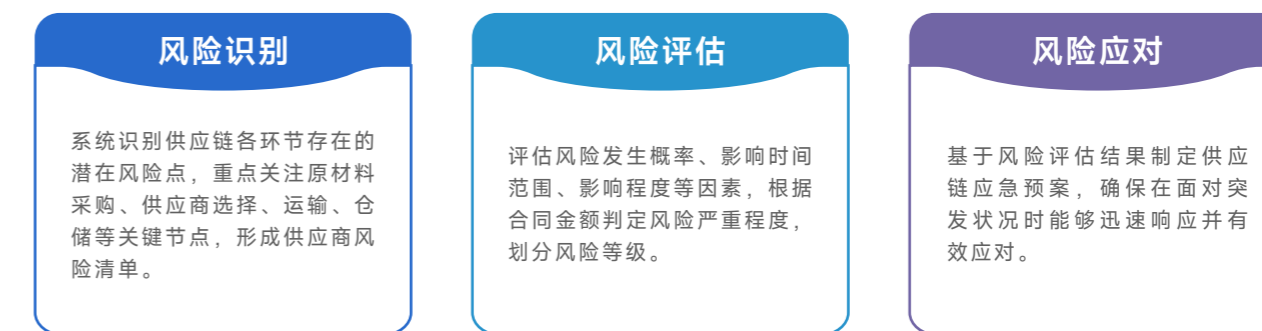 风险识别
系统识别供应链各环节存在的
潜在风险点，重点关注原材料
采购、供应商选择、运输、仓
储等关键节点，形成供应商风
险清单。
风险评估
评估风险发生概率、影响时间
范围、影响程度等因素，根据
合同金额判定风险严重程度，
划分风险等级。
风险应对
基于风险评估结果制定供应
链应急预案，确保在面对突
发状况时能够迅速响应并有
效应对。